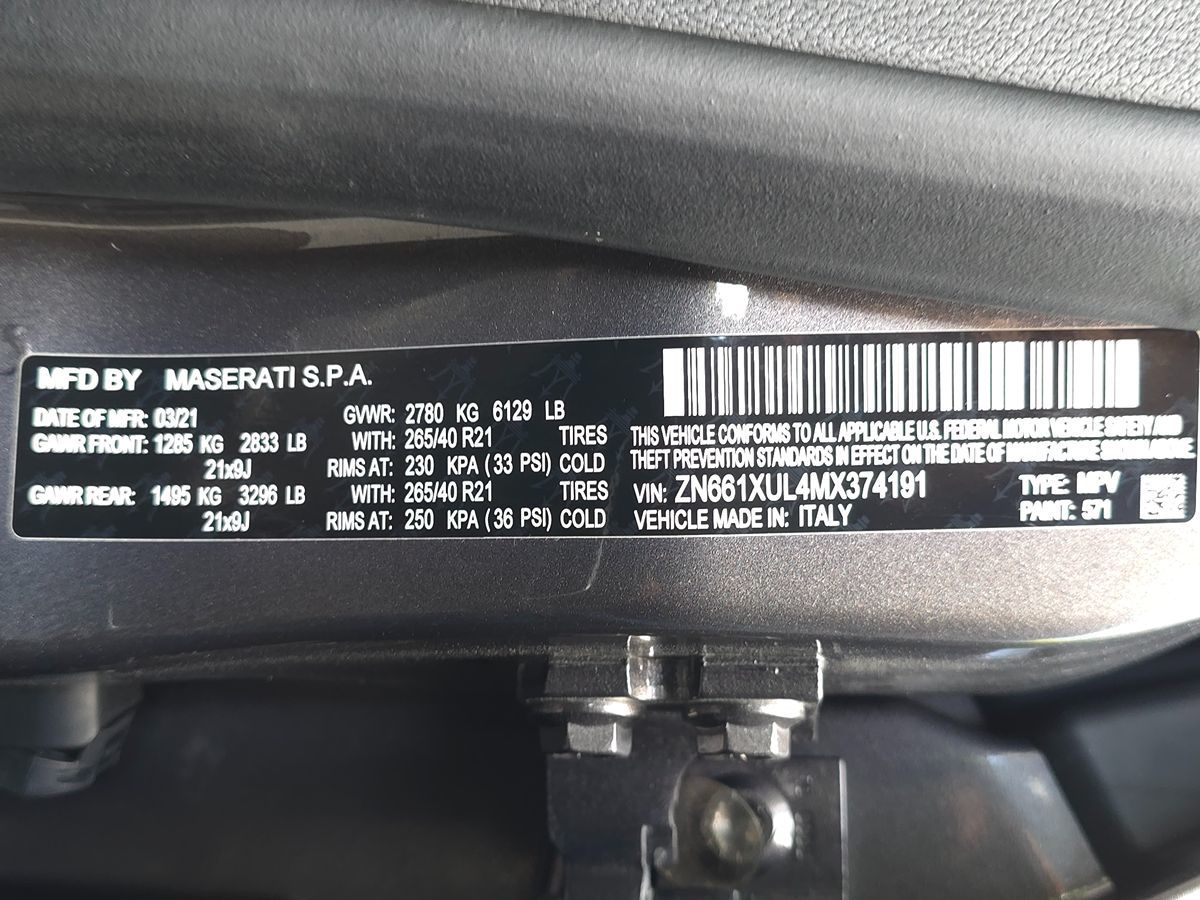 MFD BY MASERATI S.P.A.
DATE OF MFR: 03/21 GVWR: 2780 KG 6129 LB
GAWR FRONT: 1285 KG 2833 LB WITH: 265/40 R21 TIRES
21x9J RIMS AT: 230 KPA (33 PSI) COLD
GAWR REAR: 1495 KG 3296 LB WITH: 265/40 R21 TIRES
21x9J RIMS AT: 250 KPA (36 PSI) COLD
THIS VEHICLE CONFORMS TO ALL APPLICABLE U.S. FEDERAL MOTOR VEHICLE SAFETY AND
THEFT PREVENTION STANDARDS IN EFFECT ON THE DATE OF MANUFACTURE SHOWN ABOVE
VIN: ZN661XUL4MX374191 TYPE: MPV
VEHICLE MADE IN: ITALY PAINT: 571